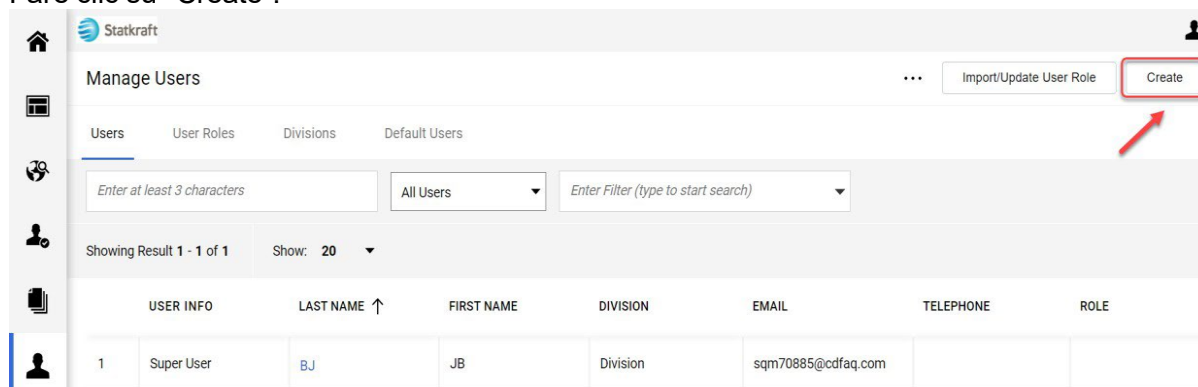 Fare clic su "Create".
Statkraft
Manage Users
... Import/Update User Role Create
Users User Roles Divisions Default Users
Enter at least 3 characters All Users Enter Filter (type to start search)
Showing Result 1 - 1 of 1 Show: 20
USER INFO LAST NAME ↑ FIRST NAME DIVISION EMAIL TELEPHONE ROLE
1 Super User BJ JB Division sqm70885@cdfaq.com